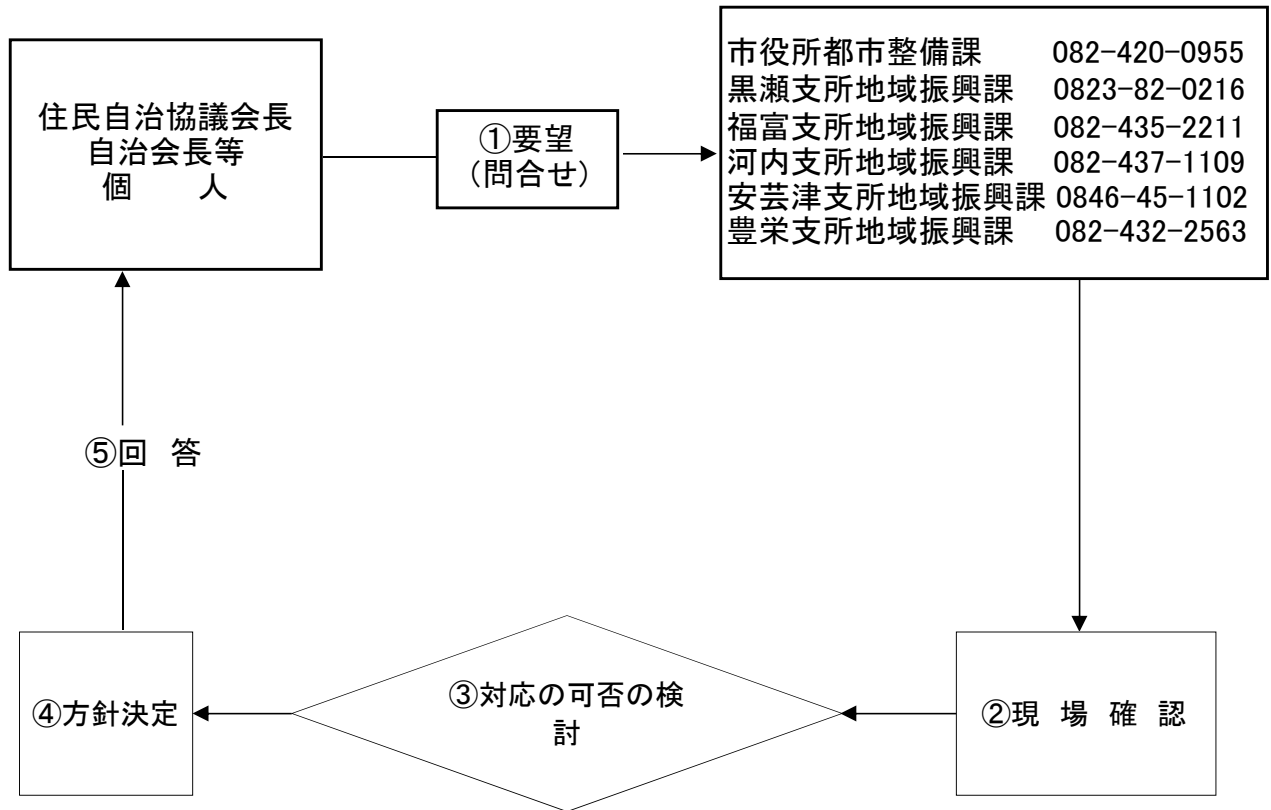 住民自治協議会長
自治会長等
個　　人
①要望
（問合せ）
市役所都市整備課　　082-420-0955
黒瀬支所地域振興課　0823-82-0216
福富支所地域振興課　082-435-2211
河内支所地域振興課　082-437-1109
安芸津支所地域振興課 0846-45-1102
豊栄支所地域振興課　082-432-2563
②現 場 確 認
③対応の可否の検
討
④方針決定
⑤回 答